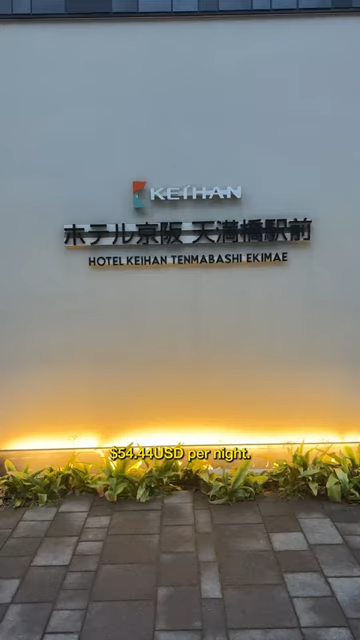 KEIHAN
ホテル京阪 天満橋駅前
HOTEL KEIHAN TENMABASHI EKIMAE
$54.44USD per night.